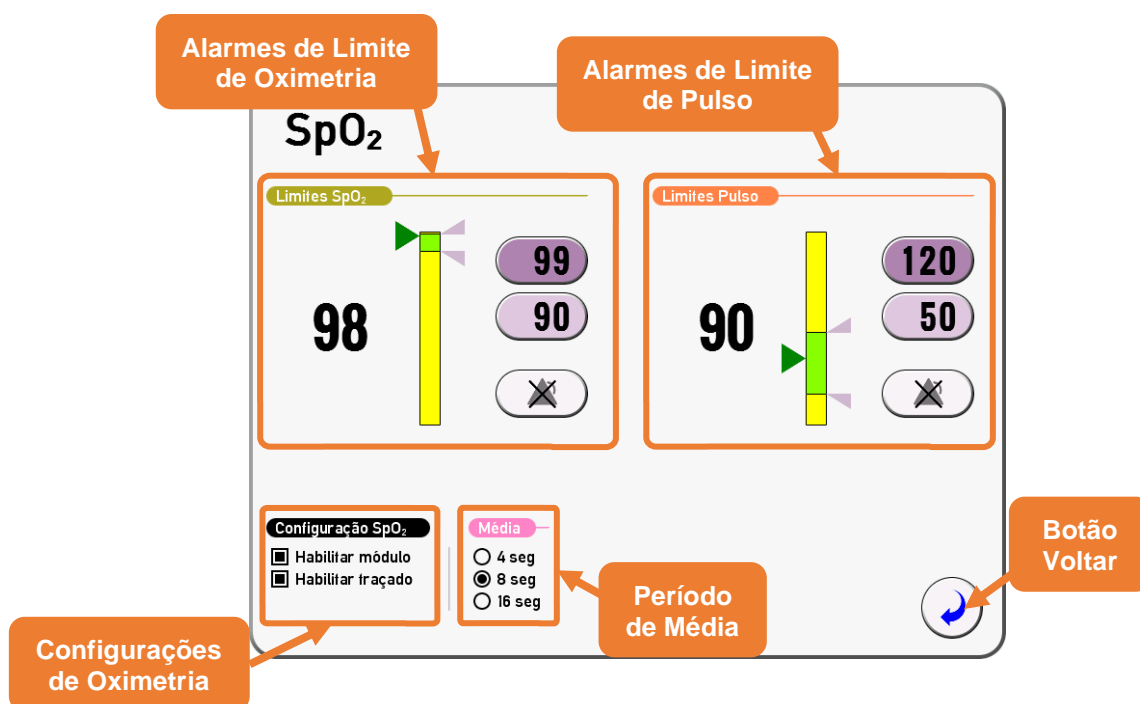 Alarmes de Limite
de Oximetria
Alarmes de Limite
de Pulso
SpO₂
Limites SpO₂
98
99
90
Limites Pulso
90
120
50
Configuração SpO₂
Habilitar módulo
Habilitar traçado
Média
4 seg
8 seg
16 seg
Período
de Média
Botão
Voltar
Configurações
de Oximetria